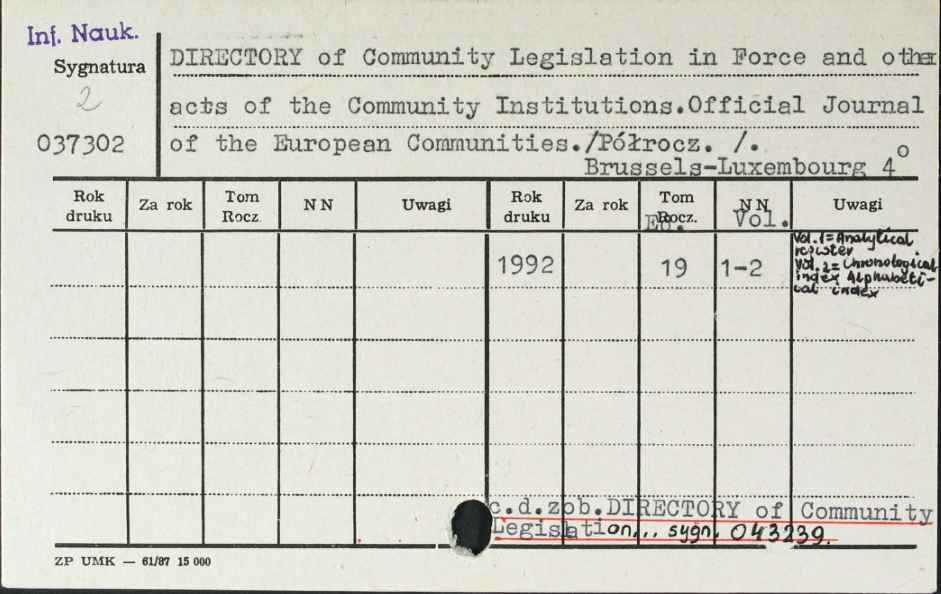 Inf. Nauk.
Sygnatura
2
037302
DIRECTORY of Community Legislation in Force and other
acts of the Community Institutions.Official Journal
of the European Communities./Półrocz. /.
Brussels-Luxembourg 4°
Rok druku Za rok Tom Rocz. NN Uwagi Rok druku Za rok Tom Rocz. NN Uwagi
Ed. Vol.
1992 19 1-2
Vol. 1=Analytical
register
Vol. 2=Chronological
index Alphabeti-
cal index
c.d.zob.DIRECTORY of Community
Legislation... sygn. 043239.
ZP UMK — 61/87 15 000